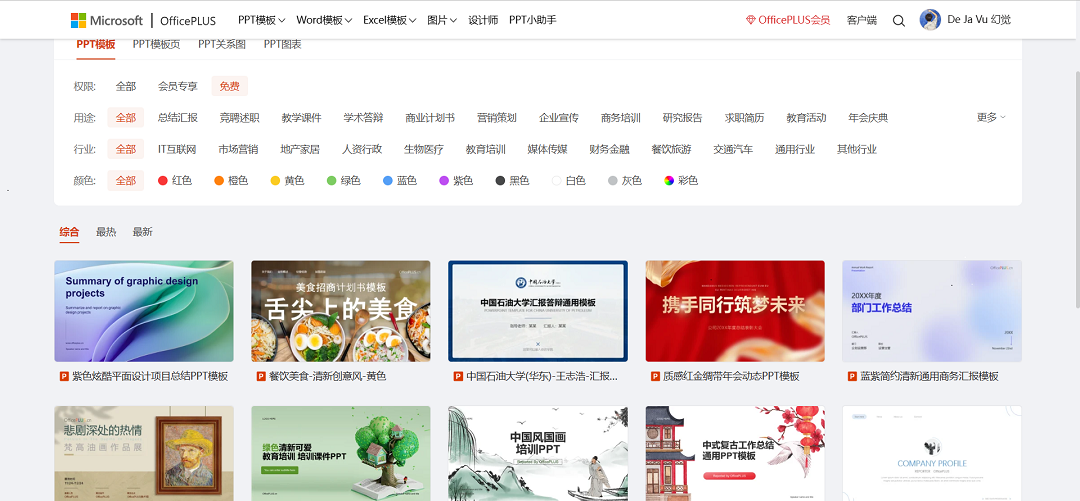 Microsoft | OfficePLUS PPT模板 Word模板 Excel模板 图片 设计师 PPT小助手 OfficePLUS会员 客户端 De Ja Vu 幻觉
PPT模板 PPT模板页 PPT关系图 PPT图表
权限: 全部 会员专享 免费
用途: 全部 总结汇报 竞聘述职 教学课件 学术答辩 商业计划书 营销策划 企业宣传 商务培训 研究报告 求职简历 教育活动 年会庆典 更多
行业: 全部 IT互联网 市场营销 地产家居 人资行政 生物医疗 教育培训 媒体传媒 财务金融 餐饮旅游 交通汽车 通用行业 其他行业
颜色: 全部 红色 橙色 黄色 绿色 蓝色 紫色 黑色 白色 灰色 彩色
综合 最热 最新
Summary of graphic design
projects
Summarize and report on graphic
design projects
美食招商计划书模板
舌尖上的美食
中国石油大学
中国石油大学汇报答辩通用模板
POWERPOINT TEMPLATE FOR CHINA UNIVERSITY OF PETROLEUM
携手同行筑梦未来
20XX年度
部门工作总结
P 紫色炫酷平面设计项目总结PPT模板
P 餐饮美食-清新创意风-黄色
P 中国石油大学(华东)-王志浩-汇报...
P 质感红金绸带年会动态PPT模板
P 蓝紫简约清新通用商务汇报模板
悲剧深处的热情
梵高油画作品展
绿色清新可爱
教育培训 培训课件PPT
中国风国画
培训PPT
中式复古工作总结
通用PPT模板
COMPANY PROFILE